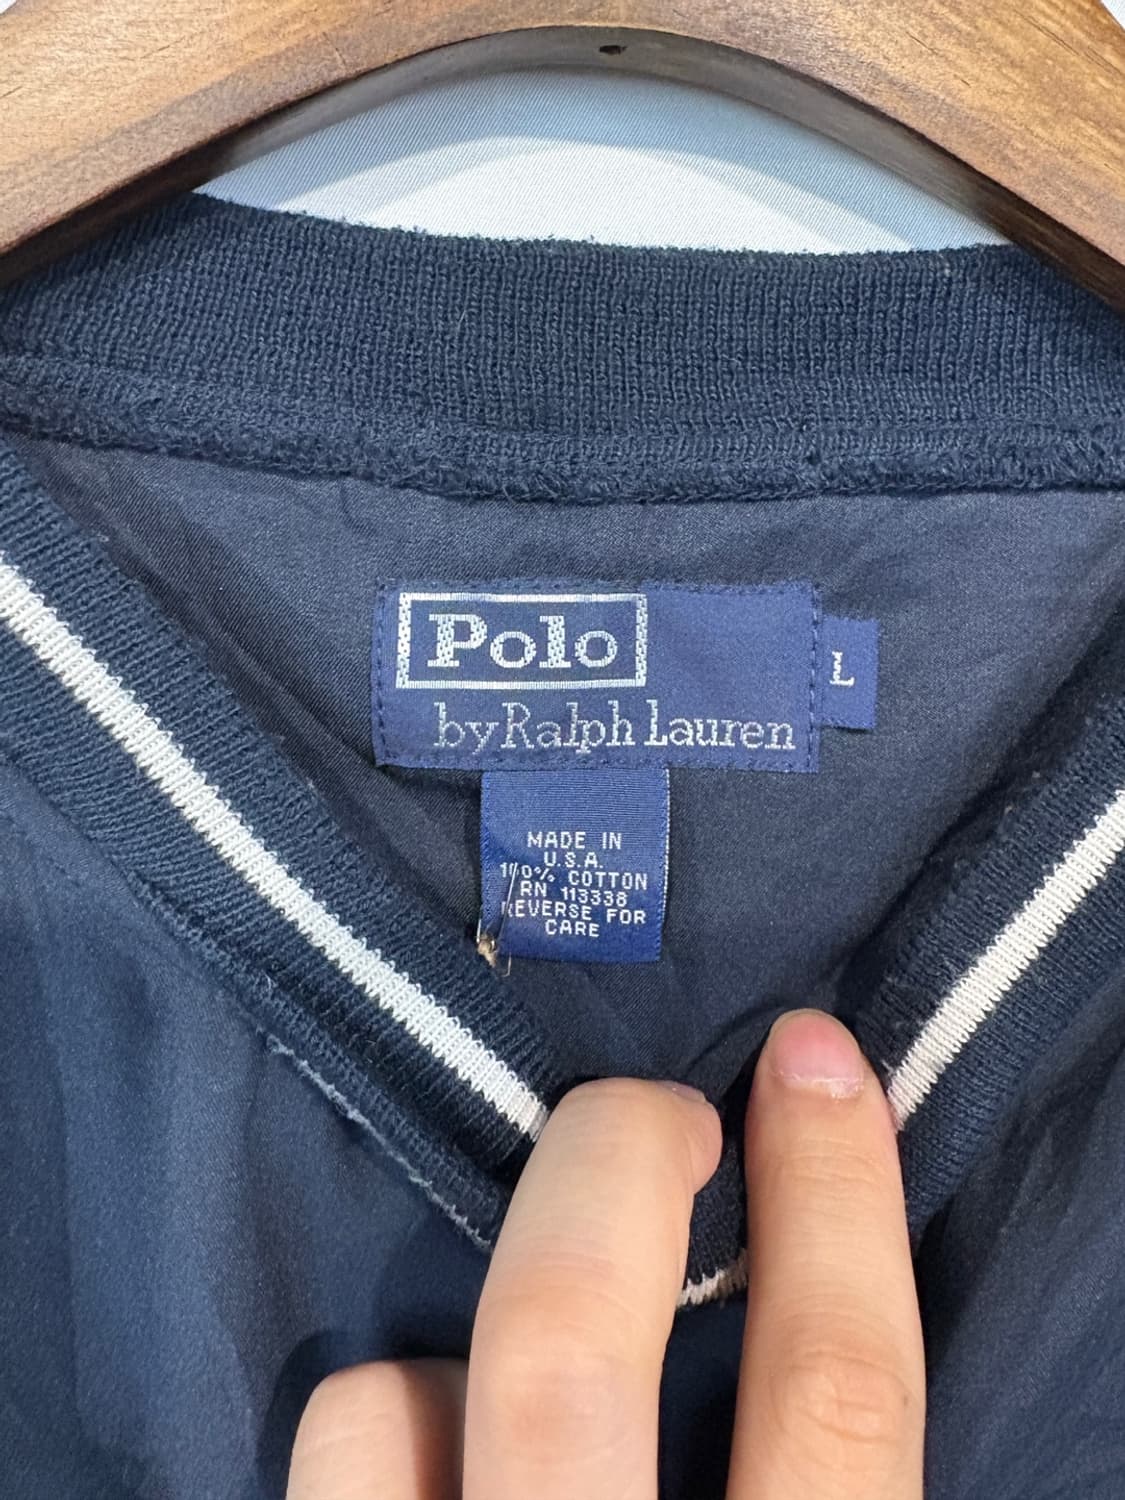 Polo
by Ralph Lauren
L
MADE IN
U.S.A.
100% COTTON
RN 113338
REVERSE FOR
CARE